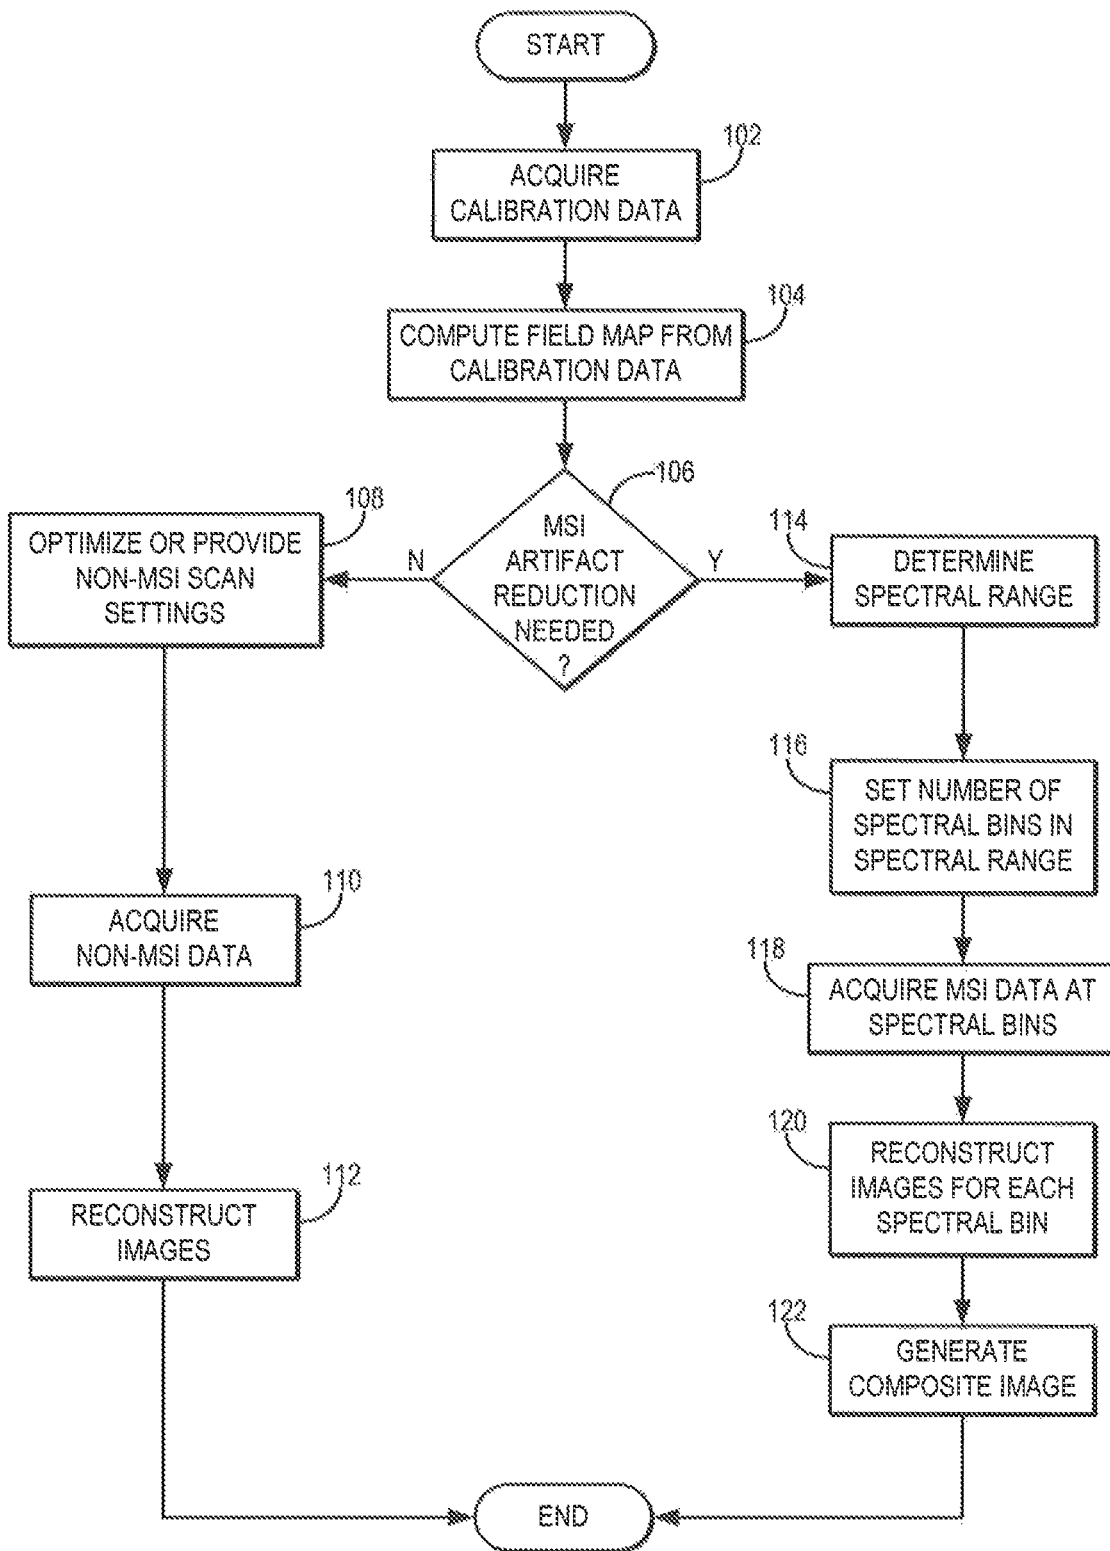 START
102
ACQUIRE
CALIBRATION DATA
104
COMPUTE FIELD MAP FROM
CALIBRATION DATA
106
MSI
ARTIFACT
REDUCTION
NEEDED
?
N
Y
108
OPTIMIZE OR PROVIDE
NON-MSI SCAN
SETTINGS
110
ACQUIRE
NON-MSI DATA
112
RECONSTRUCT
IMAGES
114
DETERMINE
SPECTRAL RANGE
116
SET NUMBER OF
SPECTRAL BINS IN
SPECTRAL RANGE
118
ACQUIRE MSI DATA AT
SPECTRAL BINS
120
RECONSTRUCT
IMAGES FOR EACH
SPECTRAL BIN
122
GENERATE
COMPOSITE IMAGE
END